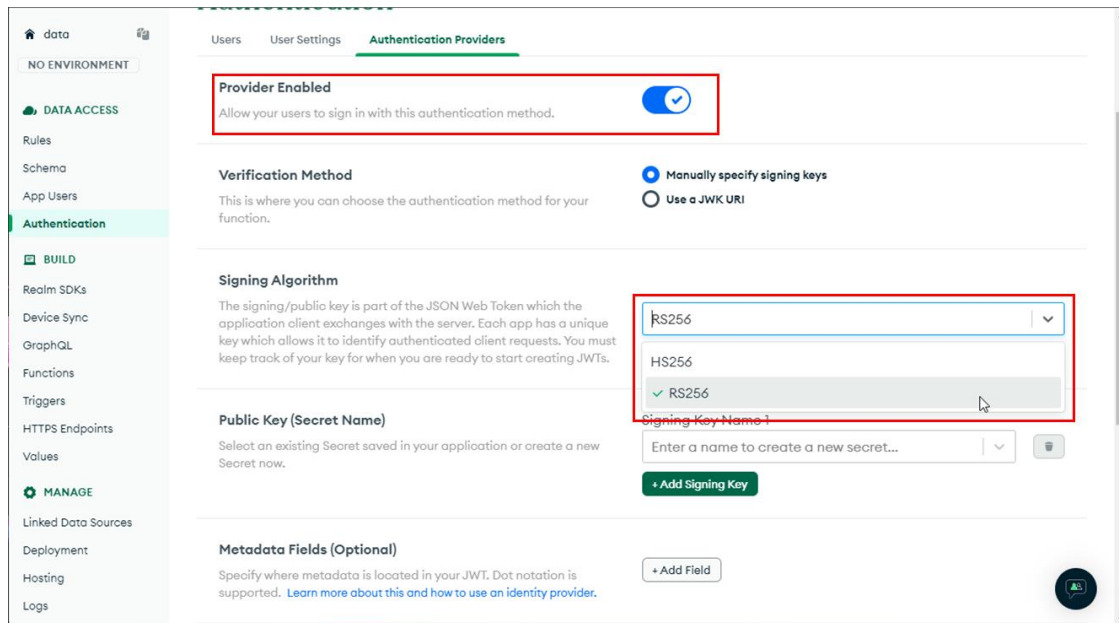 Authentication
data
NO ENVIRONMENT
DATA ACCESS
Rules
Schema
App Users
Authentication
BUILD
Realm SDKs
Device Sync
GraphQL
Functions
Triggers
HTTPS Endpoints
Values
MANAGE
Linked Data Sources
Deployment
Hosting
Logs
Users User Settings Authentication Providers
Provider Enabled
Allow your users to sign in with this authentication method.
Verification Method
This is where you can choose the authentication method for your
function.
Manually specify signing keys
Use a JWK URI
Signing Algorithm
The signing/public key is part of the JSON Web Token which the
application client exchanges with the server. Each app has a unique
key which allows it to identify authenticated client requests. You must
keep track of your key for when you are ready to start creating JWTs.
RS256
HS256
RS256
Public Key (Secret Name)
Select an existing Secret saved in your application or create a new
Secret now.
Signing Key Name 1
Enter a name to create a new secret...
+ Add Signing Key
Metadata Fields (Optional)
Specify where metadata is located in your JWT. Dot notation is
supported. Learn more about this and how to use an identity provider.
+ Add Field